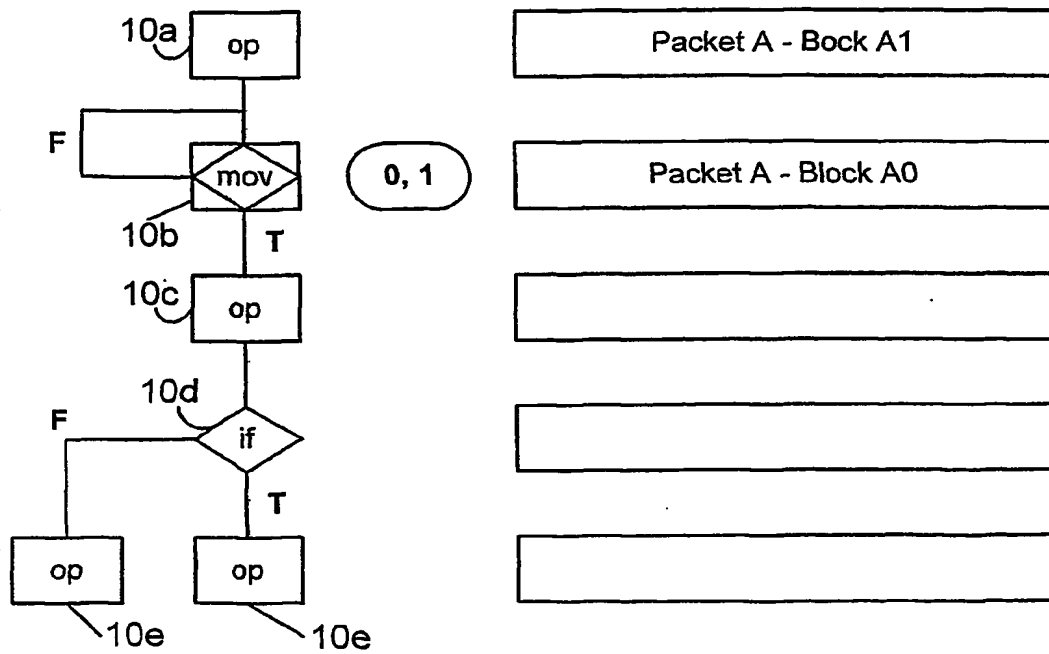 10a
op
Packet A - Bock A1
F
mov
0, 1
Packet A - Block A0
10b
T
10c
op
10d
F
if
T
op
op
10e
10e